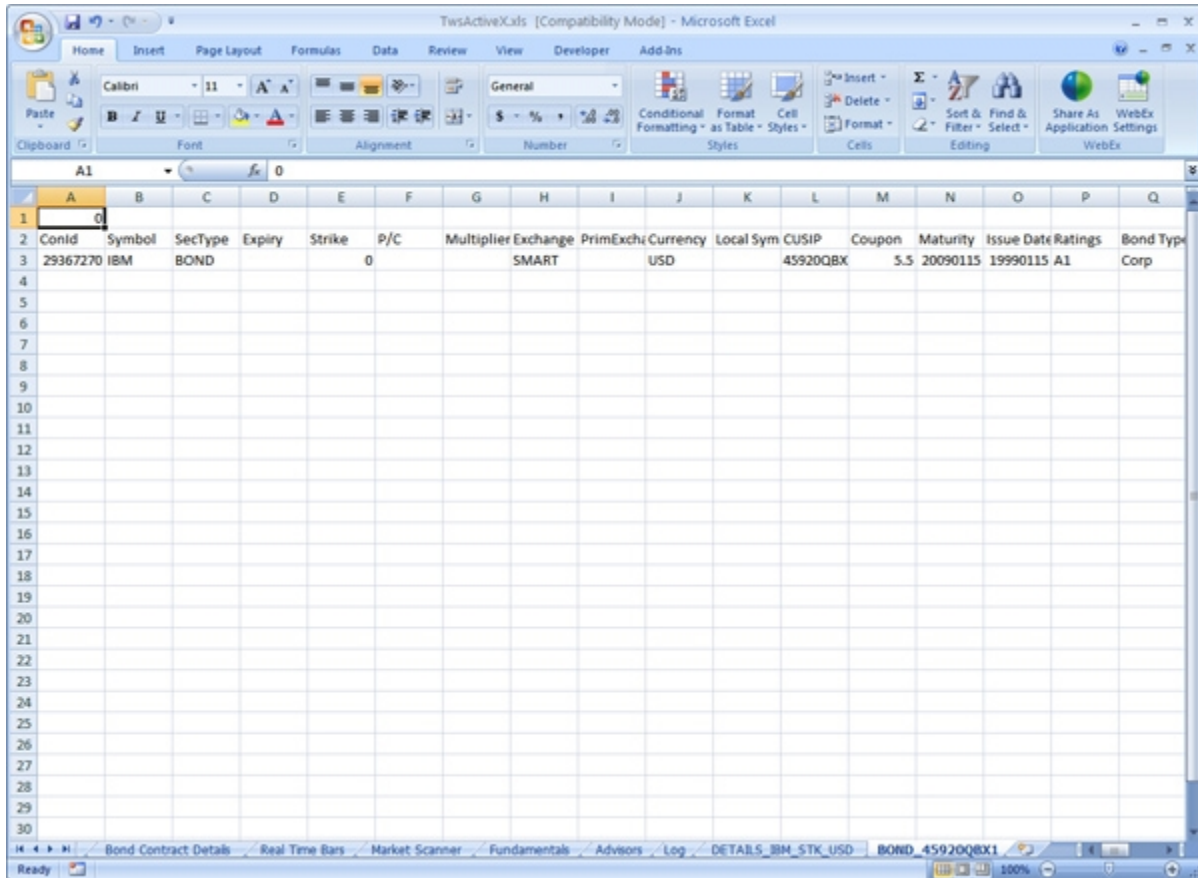 TwsActiveX.xls [Compatibility Mode] - Microsoft Excel
Home Insert Page Layout Formulas Data Review View Developer Add-Ins
Paste
Calibri 11 A A
B I U A
General
$ % ,
Conditional Formatting
Format as Table
Cell Styles
Insert
Delete
Format
Σ
Sort & Filter
Find & Select
Share As Application
WebEx Settings
Clipboard Font Alignment Number Styles Cells Editing WebEx
A1 fx 0
A B C D E F G H I J K L M N O P Q
1 0
2 ConId Symbol SecType Expiry Strike P/C Multiplier Exchange PrimExcha Currency Local Sym CUSIP Coupon Maturity Issue Date Ratings Bond Type
3 29367270 IBM BOND 0 SMART USD 45920QBX 5.5 20090115 19990115 A1 Corp
4
5
6
7
8
9
10
11
12
13
14
15
16
17
18
19
20
21
22
23
24
25
26
27
28
29
30
Bond Contract Details Real Time Bars Market Scanner Fundamentals Advisors Log DETAILS_IBM_STK_USD BOND_45920QBX1
Ready 100%